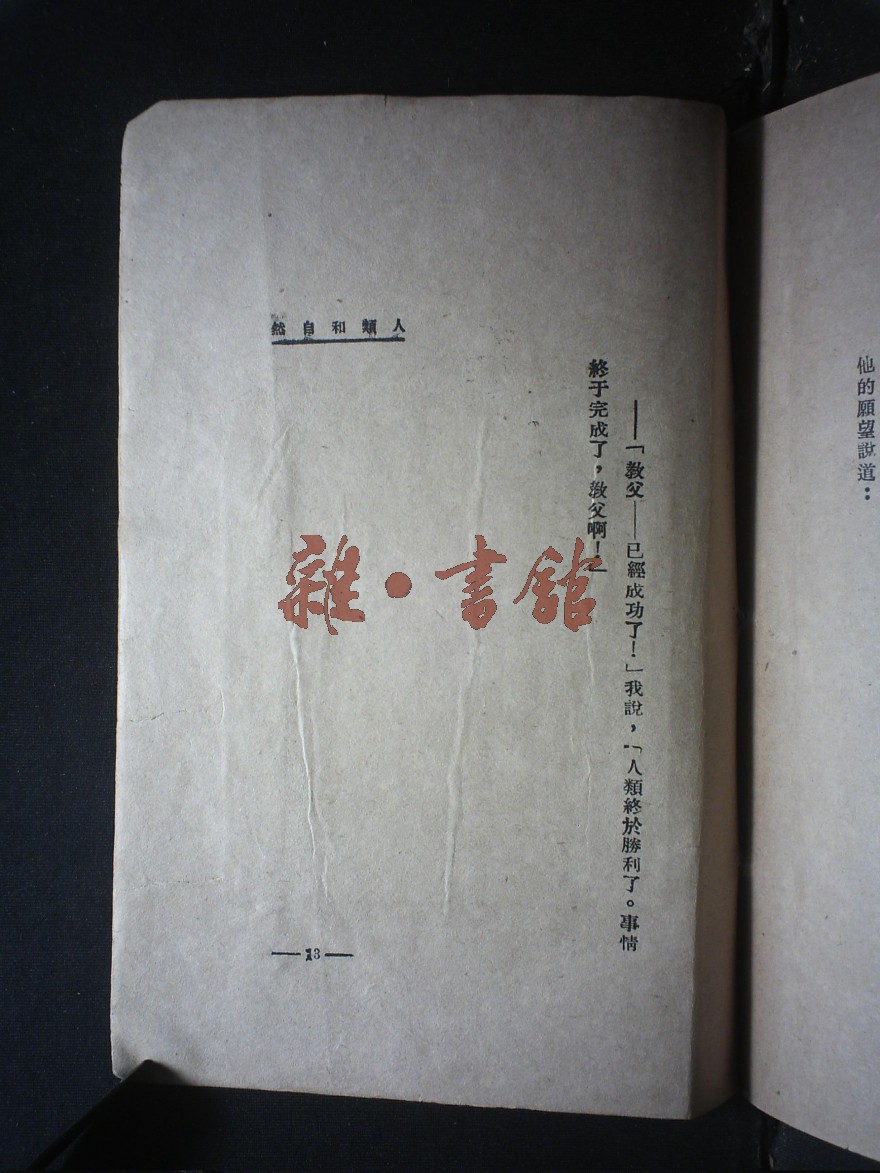 他的願望說道：
人類和自然
——「教父——已經成功了！」我說，「人類終於勝利了。事情
終于完成了，教父啊！」
— 13 —
雜·書館